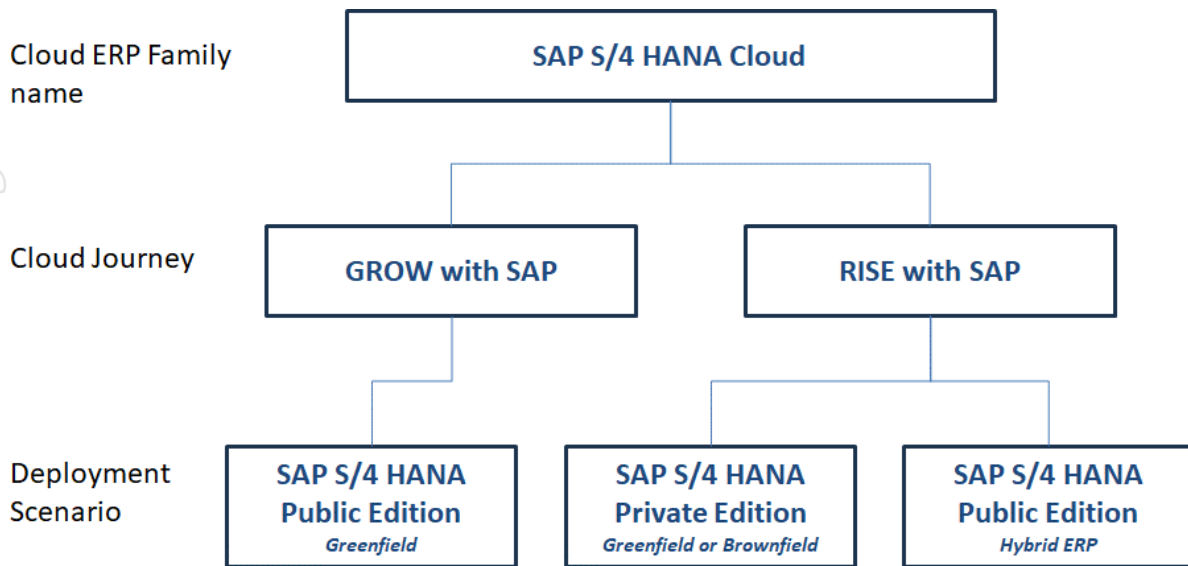 Cloud ERP Family
name
SAP S/4 HANA Cloud
Cloud Journey
GROW with SAP
RISE with SAP
Deployment
Scenario
SAP S/4 HANA
Public Edition
Greenfield
SAP S/4 HANA
Private Edition
Greenfield or Brownfield
SAP S/4 HANA
Public Edition
Hybrid ERP